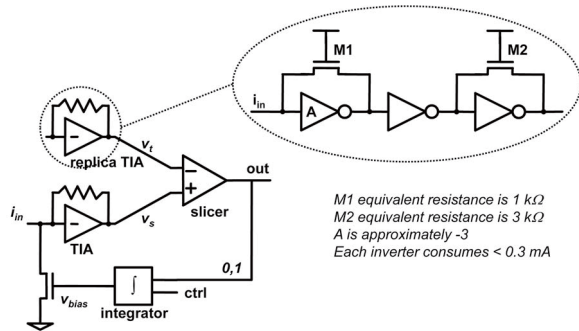 M1
M2
i_in
A
replica TIA
v_t
out
slicer
i_in
TIA
v_s
0,1
v_bias
∫
ctrl
integrator
−
−
−
+
M1 equivalent resistance is 1 kΩ
M2 equivalent resistance is 3 kΩ
A is approximately -3
Each inverter consumes < 0.3 mA